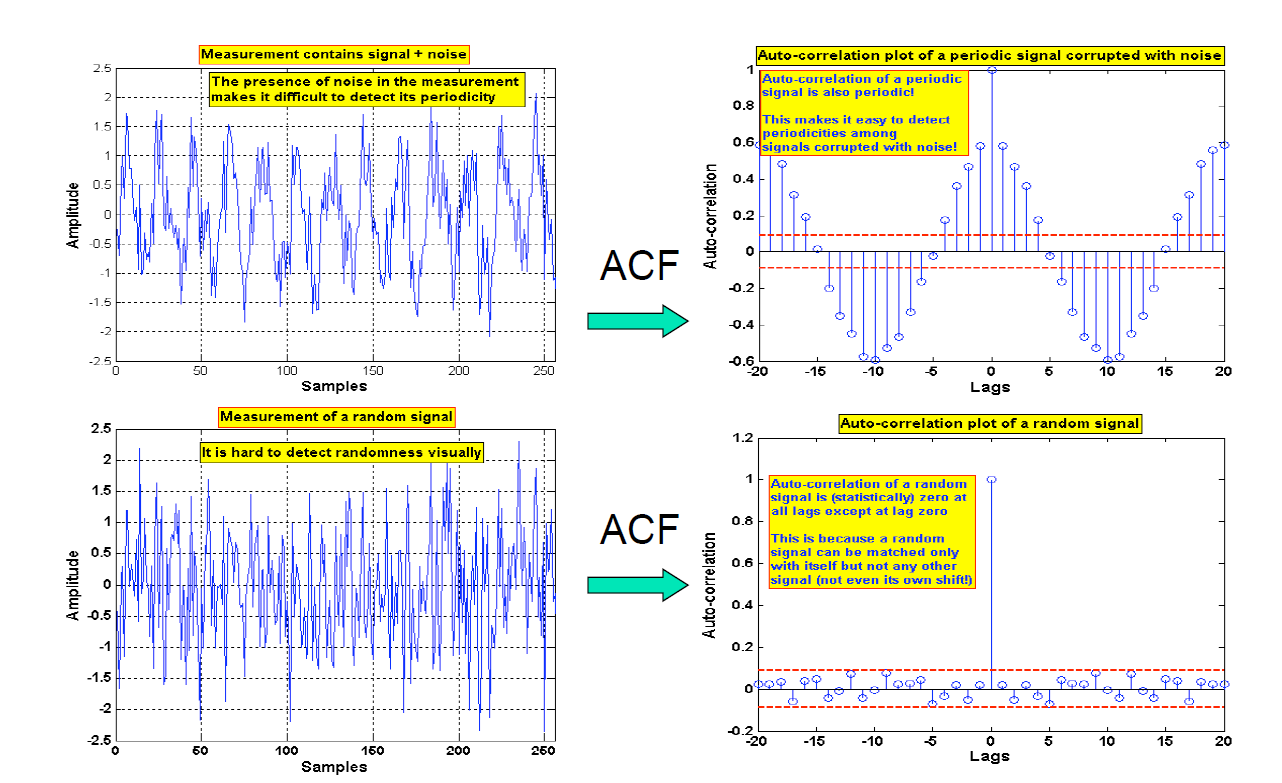 Measurement contains signal + noise
The presence of noise in the measurement
makes it difficult to detect its periodicity
2.5
2
1.5
1
0.5
0
-0.5
-1
-1.5
-2
-2.5
Amplitude
0
50
100
150
200
250
Samples
ACF
Auto-correlation plot of a periodic signal corrupted with noise
Auto-correlation of a periodic
signal is also periodic!
This makes it easy to detect
periodicities among
signals corrupted with noise!
1
0.8
0.6
0.4
0.2
0
-0.2
-0.4
-0.6
Auto-correlation
-20
-15
-10
-5
0
5
10
15
20
Lags
Measurement of a random signal
It is hard to detect randomness visually
2.5
2
1.5
1
0.5
0
-0.5
-1
-1.5
-2
-2.5
Amplitude
0
50
100
150
200
250
Samples
ACF
Auto-correlation plot of a random signal
Auto-correlation of a random
signal is (statistically) zero at
all lags except at lag zero
This is because a random
signal can be matched only
with itself but not any other
signal (not even its own shift!)
1.2
1
0.8
0.6
0.4
0.2
0
-0.2
Auto-correlation
-20
-15
-10
-5
0
5
10
15
20
Lags